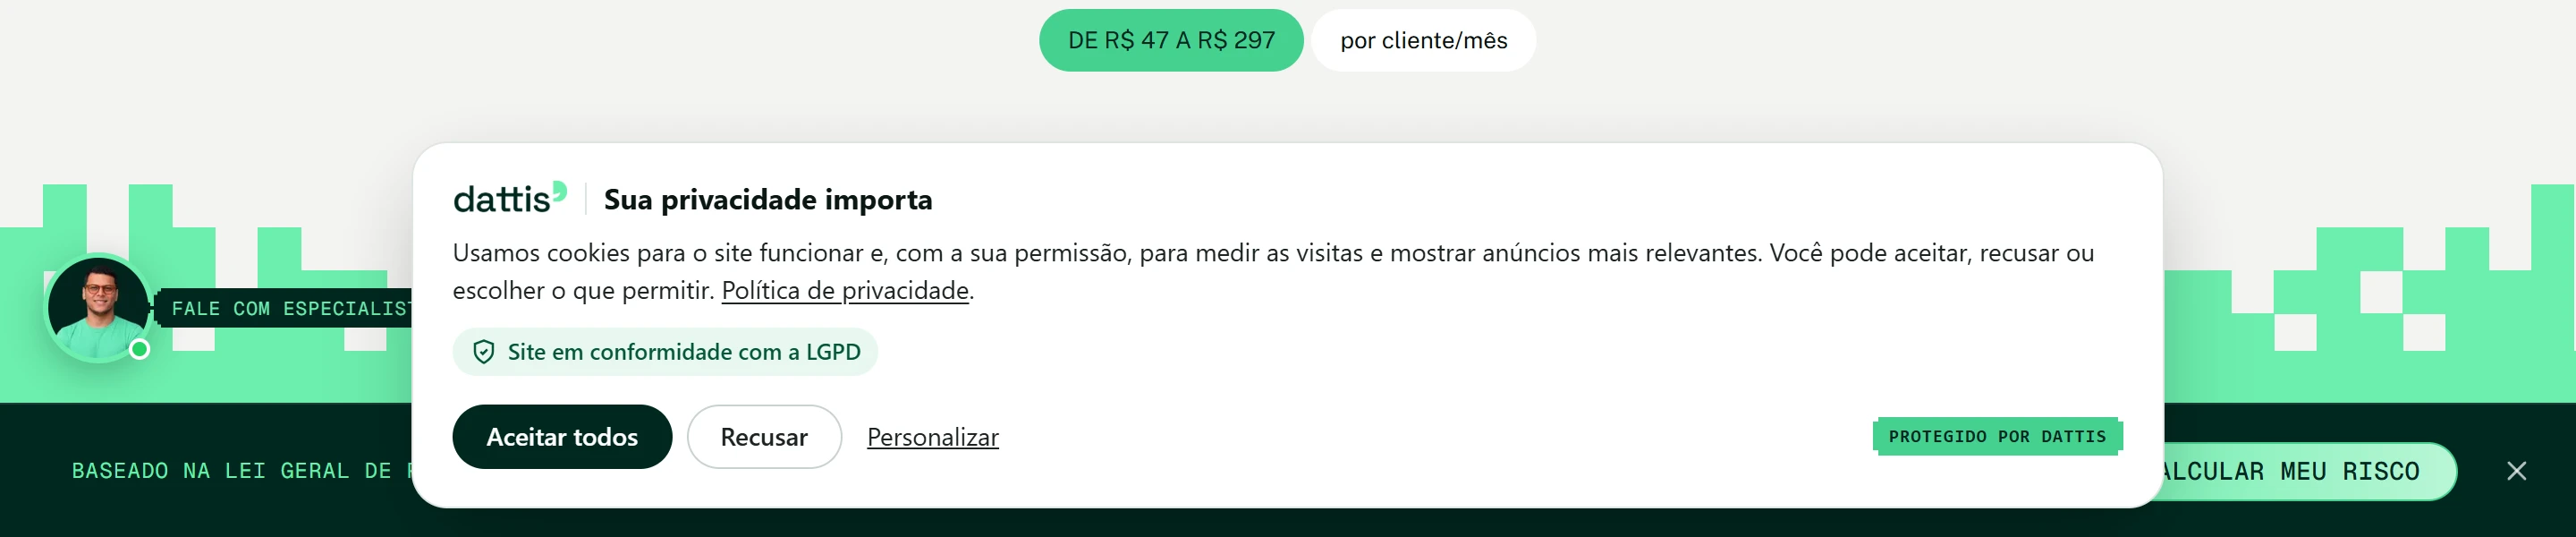 DE R$ 47 A R$ 297
por cliente/mês
dattis
Sua privacidade importa
Usamos cookies para o site funcionar e, com a sua permissão, para medir as visitas e mostrar anúncios mais relevantes. Você pode aceitar, recusar ou
escolher o que permitir. Política de privacidade.
FALE COM
Site em conformidade com a LGPD
Aceitar todos
Recusar
Personalizar
PROTEGIDO POR DATTIS
BASEADO NA LEI GERAL DE
MEU RISCO